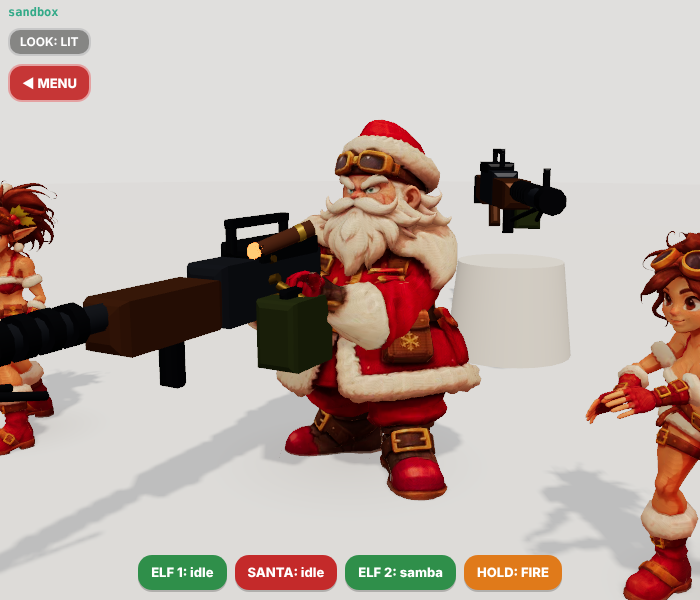 sandbox
LOOK: LIT
◀ MENU
ELF 1: idle
SANTA: idle
ELF 2: samba
HOLD: FIRE